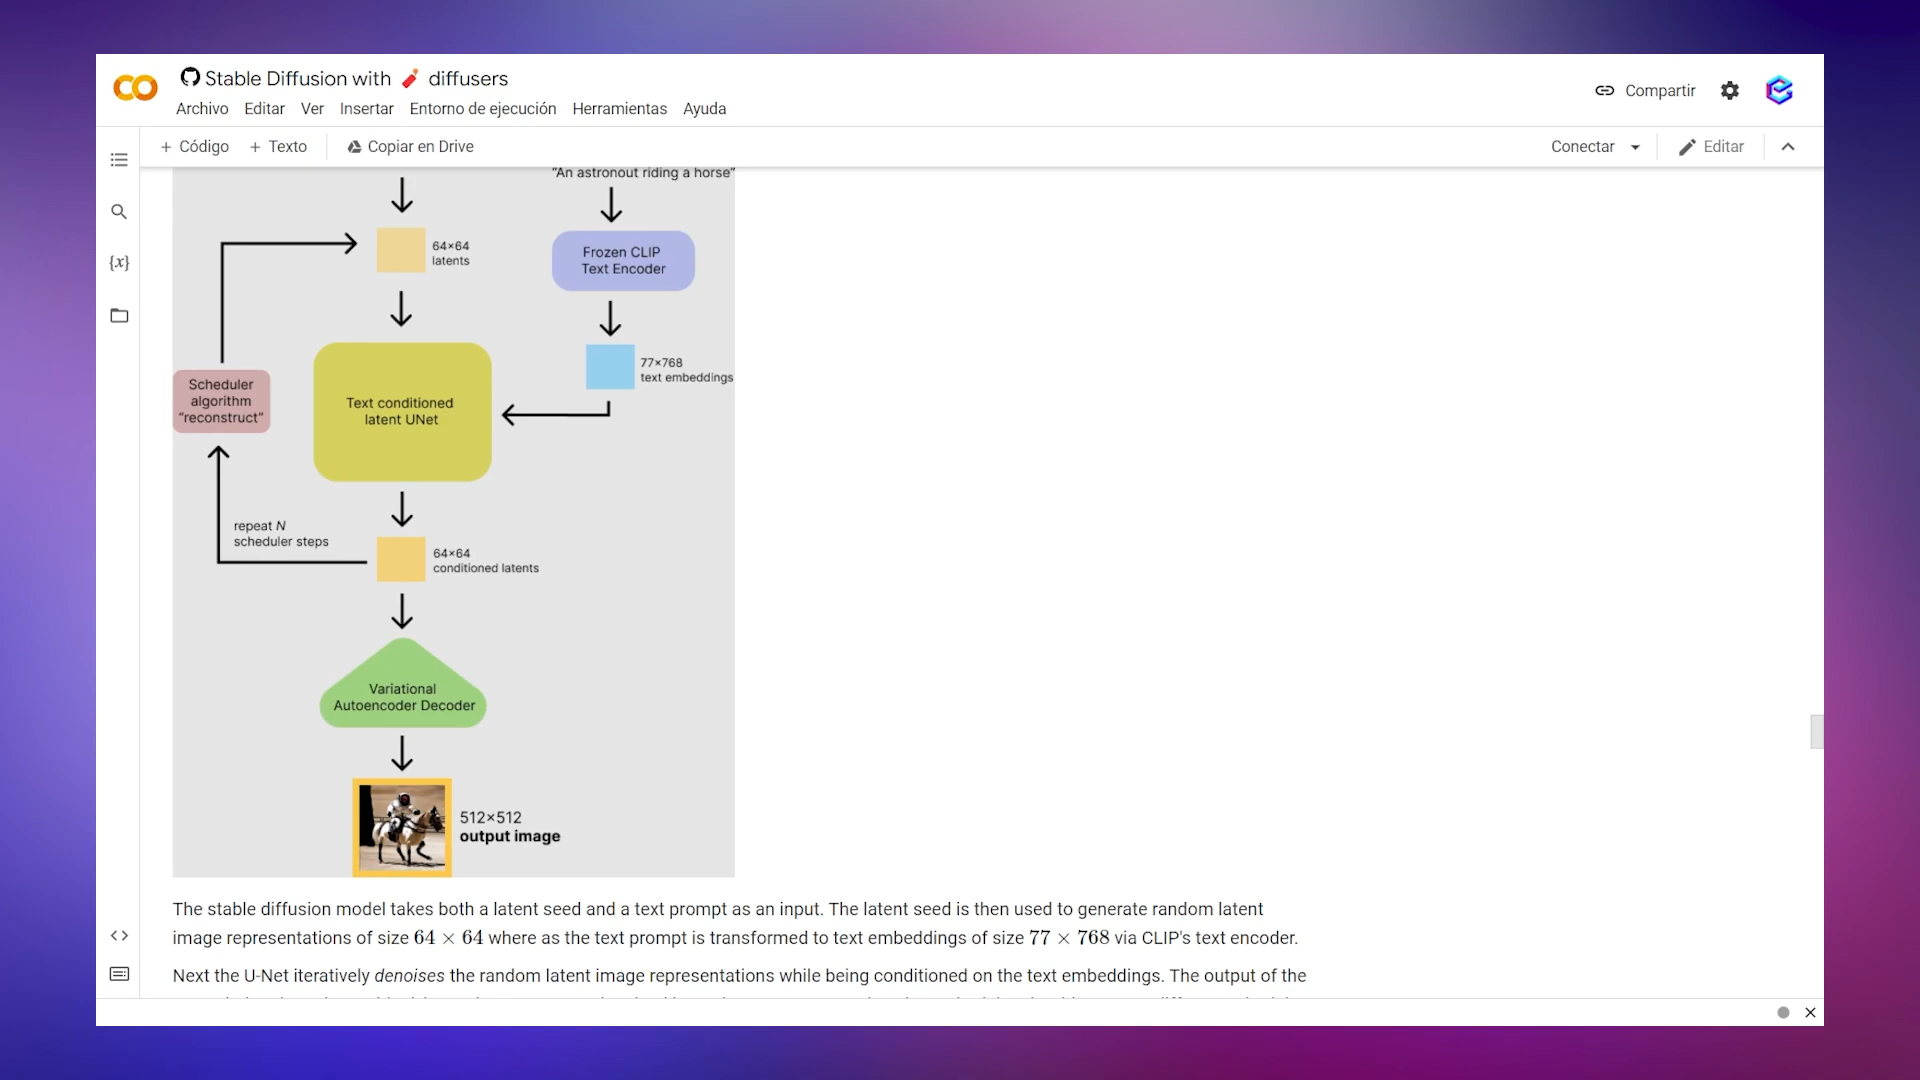 Stable Diffusion with 🧨 diffusers
Archivo Editar Ver Insertar Entorno de ejecución Herramientas Ayuda
Compartir
+ Código + Texto Copiar en Drive
Conectar Editar
{x}
"An astronout riding a horse"
64×64
latents
Frozen CLIP
Text Encoder
77×768
text embeddings
Scheduler
algorithm
"reconstruct"
Text conditioned
latent UNet
repeat N
scheduler steps
64×64
conditioned latents
Variational
Autoencoder Decoder
512×512
output image
The stable diffusion model takes both a latent seed and a text prompt as an input. The latent seed is then used to generate random latent
image representations of size 64 × 64 where as the text prompt is transformed to text embeddings of size 77 × 768 via CLIP's text encoder.
Next the U-Net iteratively denoises the random latent image representations while being conditioned on the text embeddings. The output of the